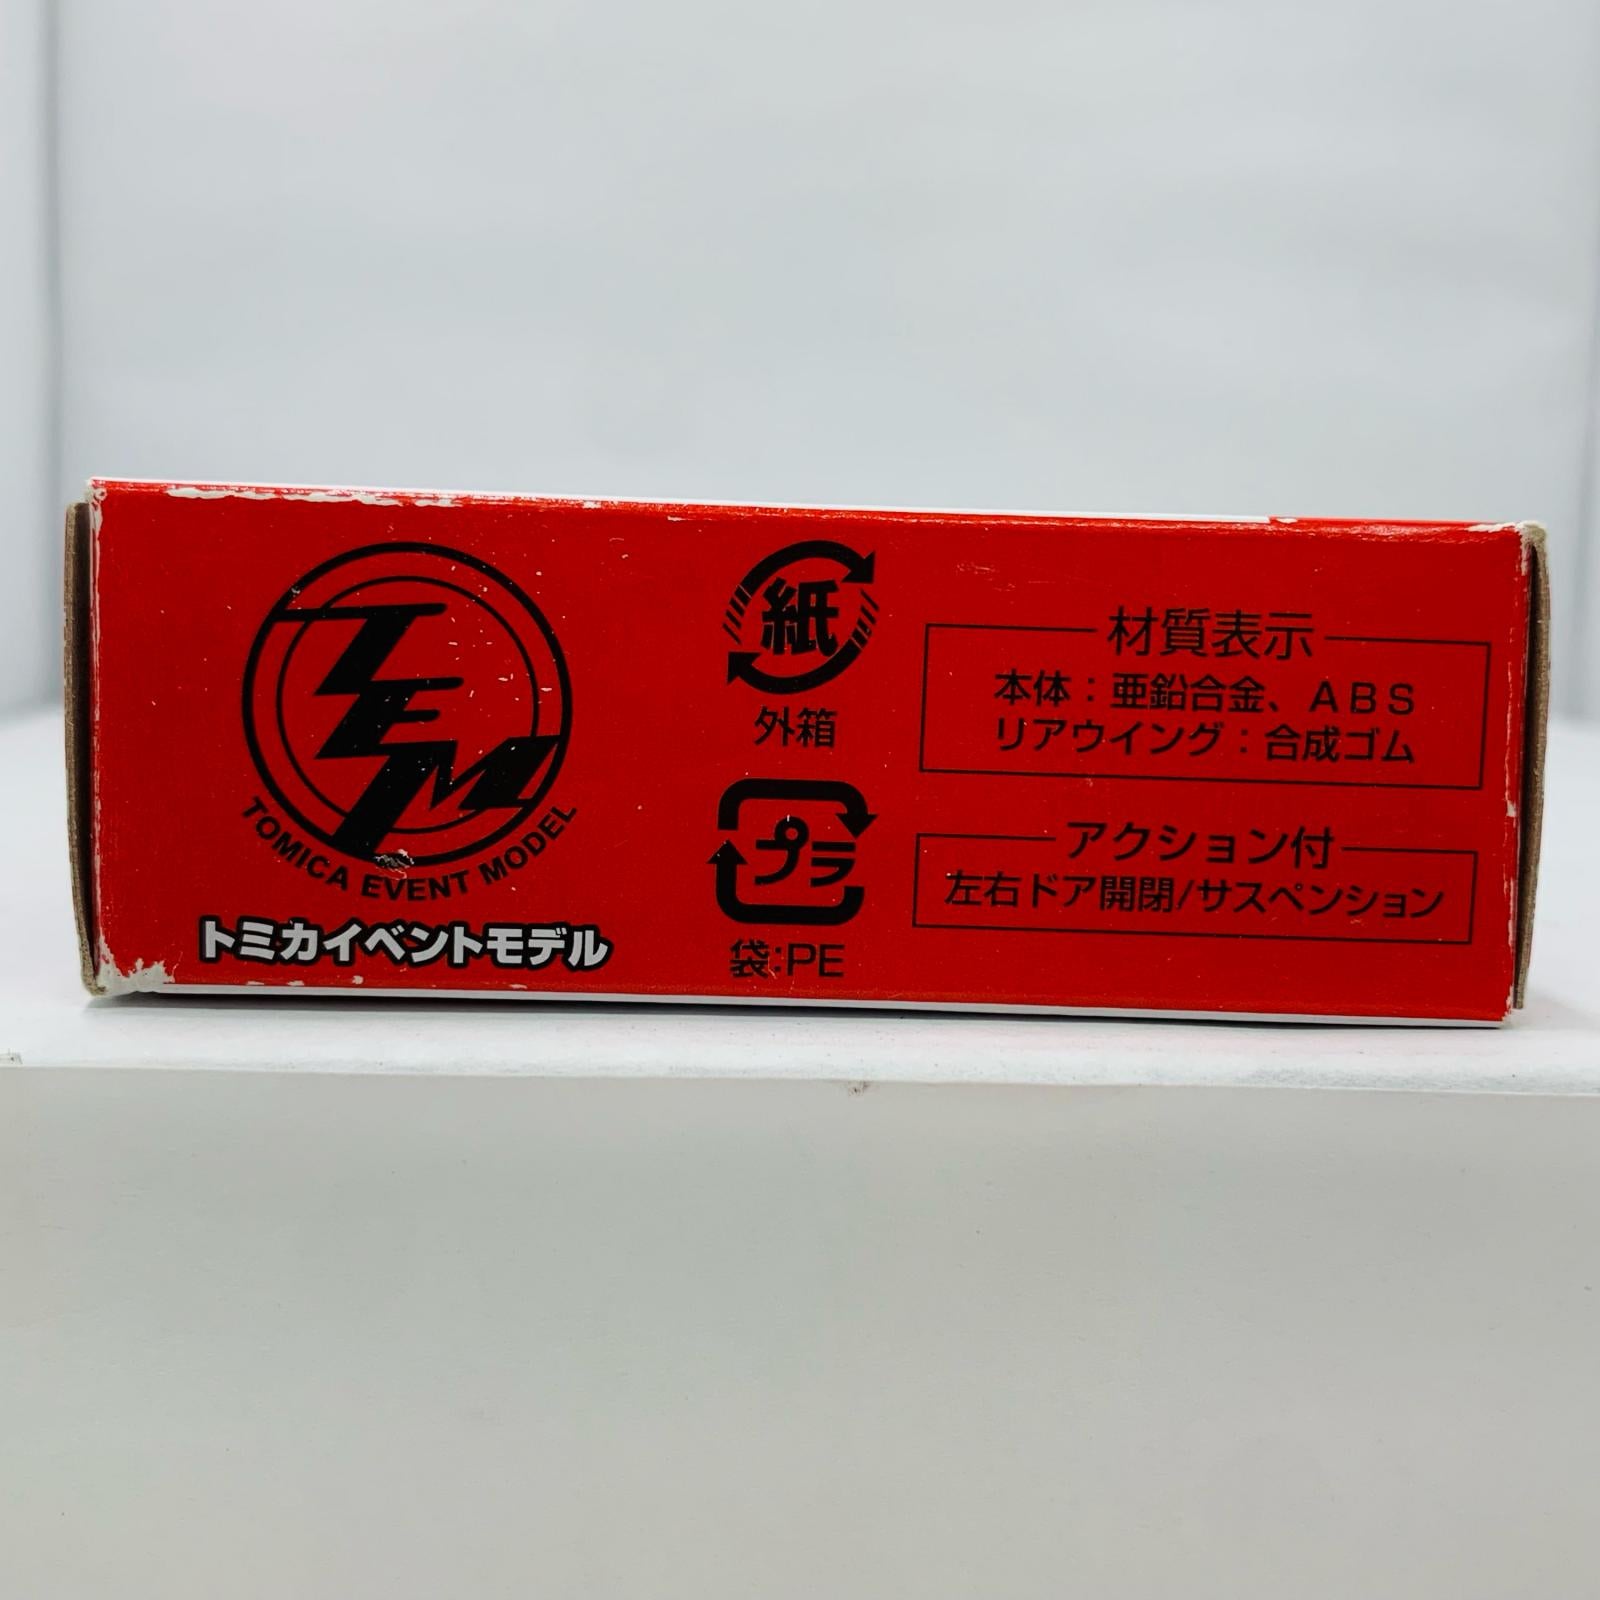 TEM
TOMICA EVENT MODEL
トミカイベントモデル
紙
外箱
プラ
袋:PE
材質表示
本体：亜鉛合金、ABS
リアウイング：合成ゴム
アクション付
左右ドア開閉/サスペンション